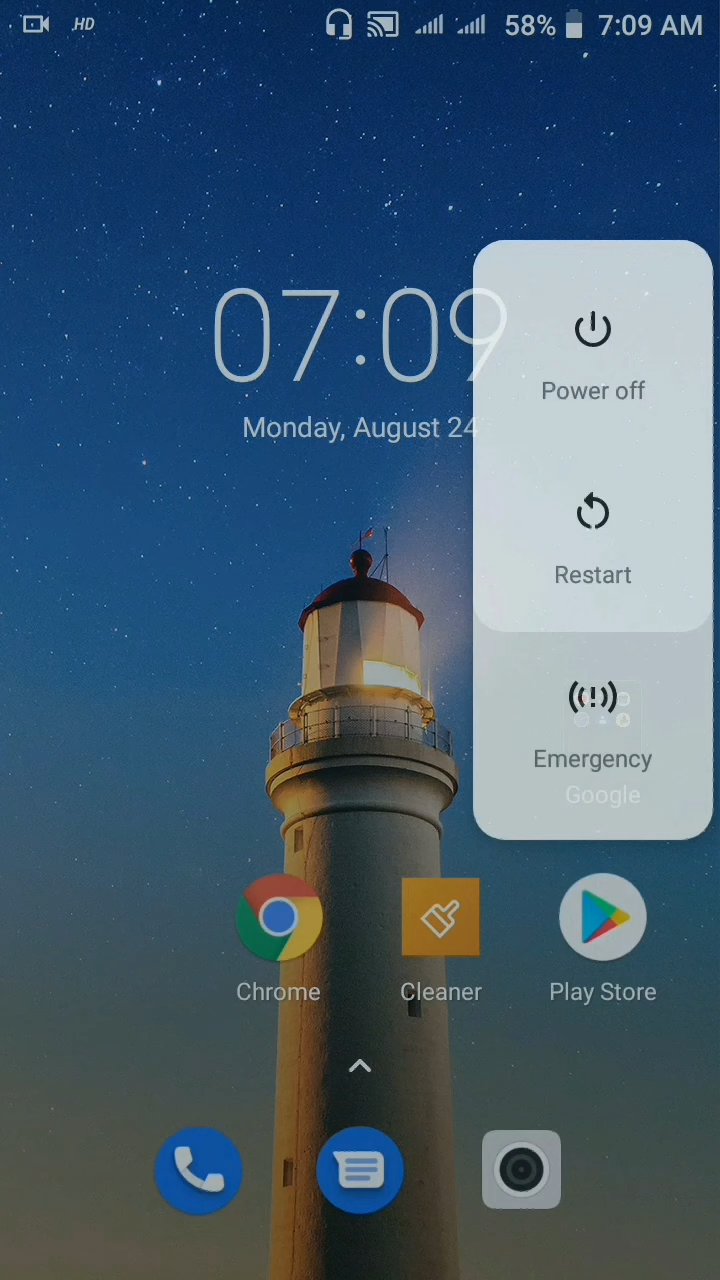 HD 58% 7:09 AM
07:09
Monday, August 24
Power off
Restart
Emergency
Google
Chrome
Cleaner
Play Store